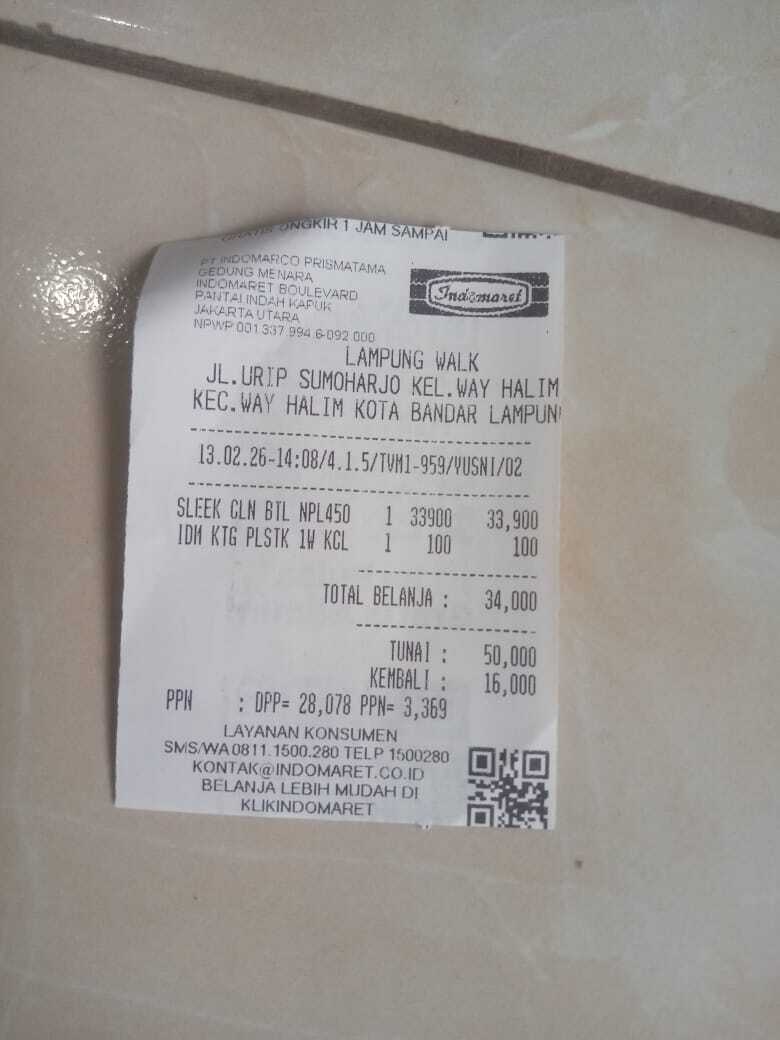 GRATIS ONGKIR 1 JAM SAMPAI
PT INDOMARCO PRISMATAMA
GEDUNG MENARA
INDOMARET BOULEVARD
PANTAI INDAH KAPUK
JAKARTA UTARA
NPWP 001.337.994.6-092.000
Indomaret
LAMPUNG WALK
JL.URIP SUMOHARJO KEL.WAY HALIM
KEC.WAY HALIM KOTA BANDAR LAMPUN
13.02.26-14:08/4.1.5/TVM1-959/YUSNI/02
SLEEK CLN BTL NPL450 1 33900 33,900
IDM KTG PLSTK 1W KCL 1 100 100
TOTAL BELANJA : 34,000
TUNAI : 50,000
KEMBALI : 16,000
PPN : DPP= 28,078 PPN= 3,369
LAYANAN KONSUMEN
SMS/WA 0811.1500.280 TELP 1500280
KONTAK@INDOMARET.CO.ID
BELANJA LEBIH MUDAH DI
KLIKINDOMARET